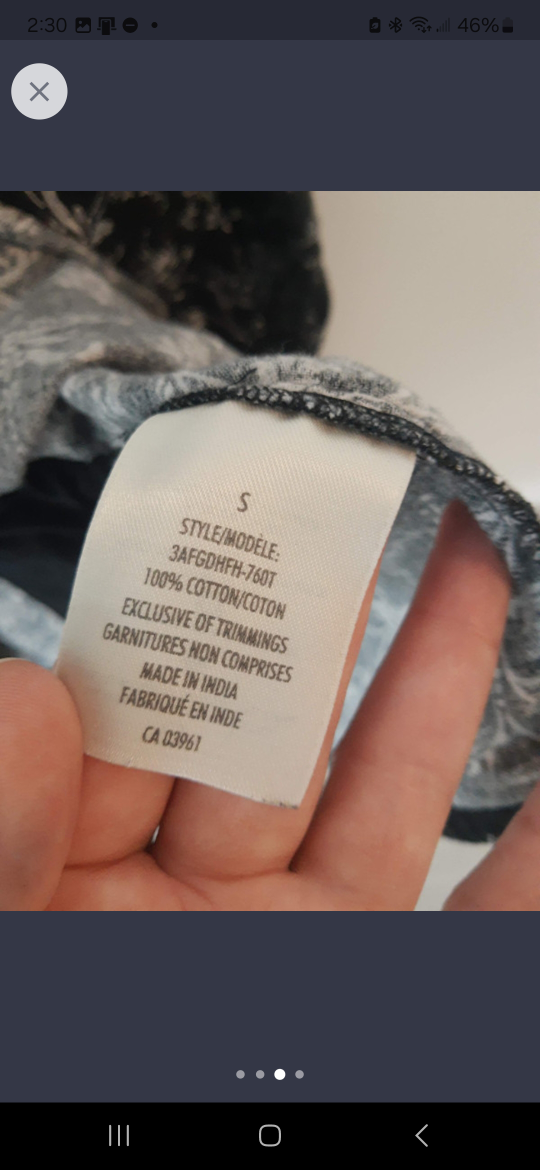 2:30
46%
S
STYLE/MODÈLE:
3AFGDHFH-760T
100% COTTON/COTON
EXCLUSIVE OF TRIMMINGS
GARNITURES NON COMPRISES
MADE IN INDIA
FABRIQUÉ EN INDE
CA 03961